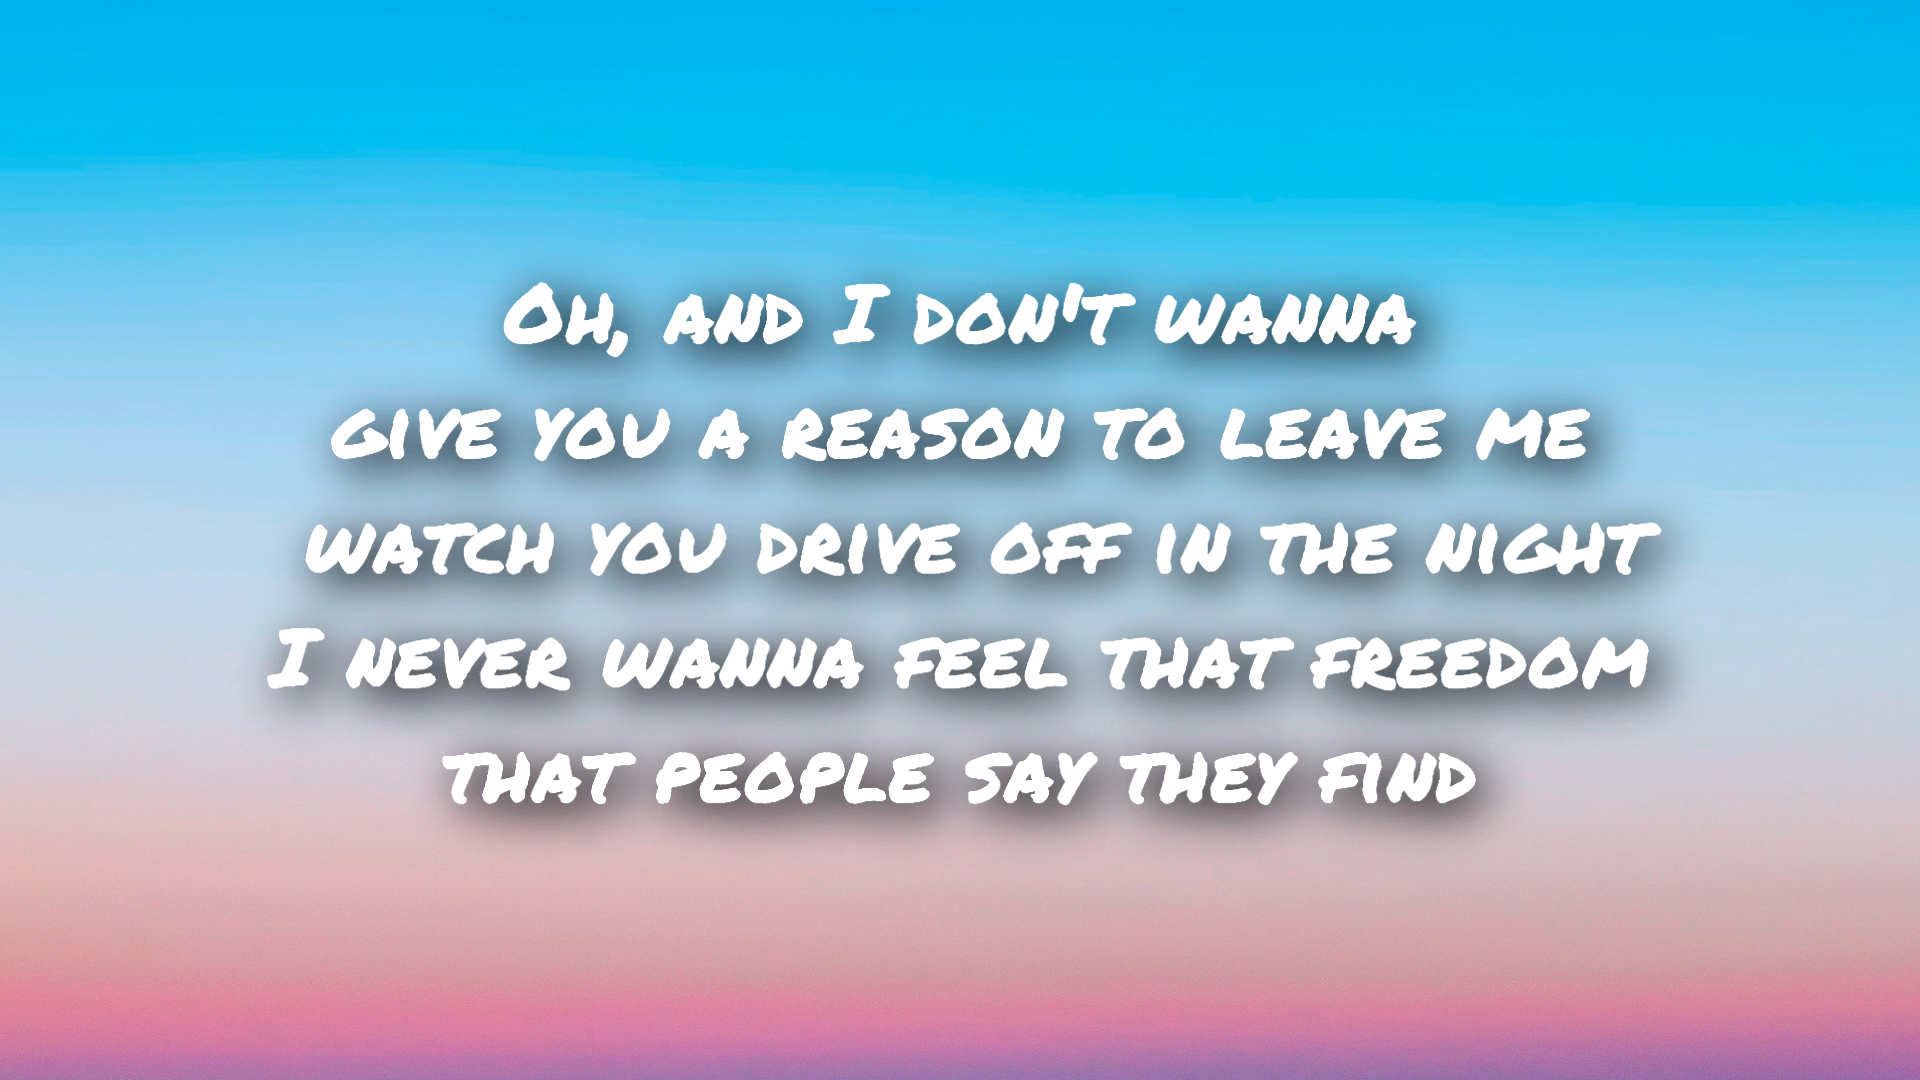 Oh, and I don't wanna
give you a reason to leave me
watch you drive off in the night
I never wanna feel that freedom
that people say they find